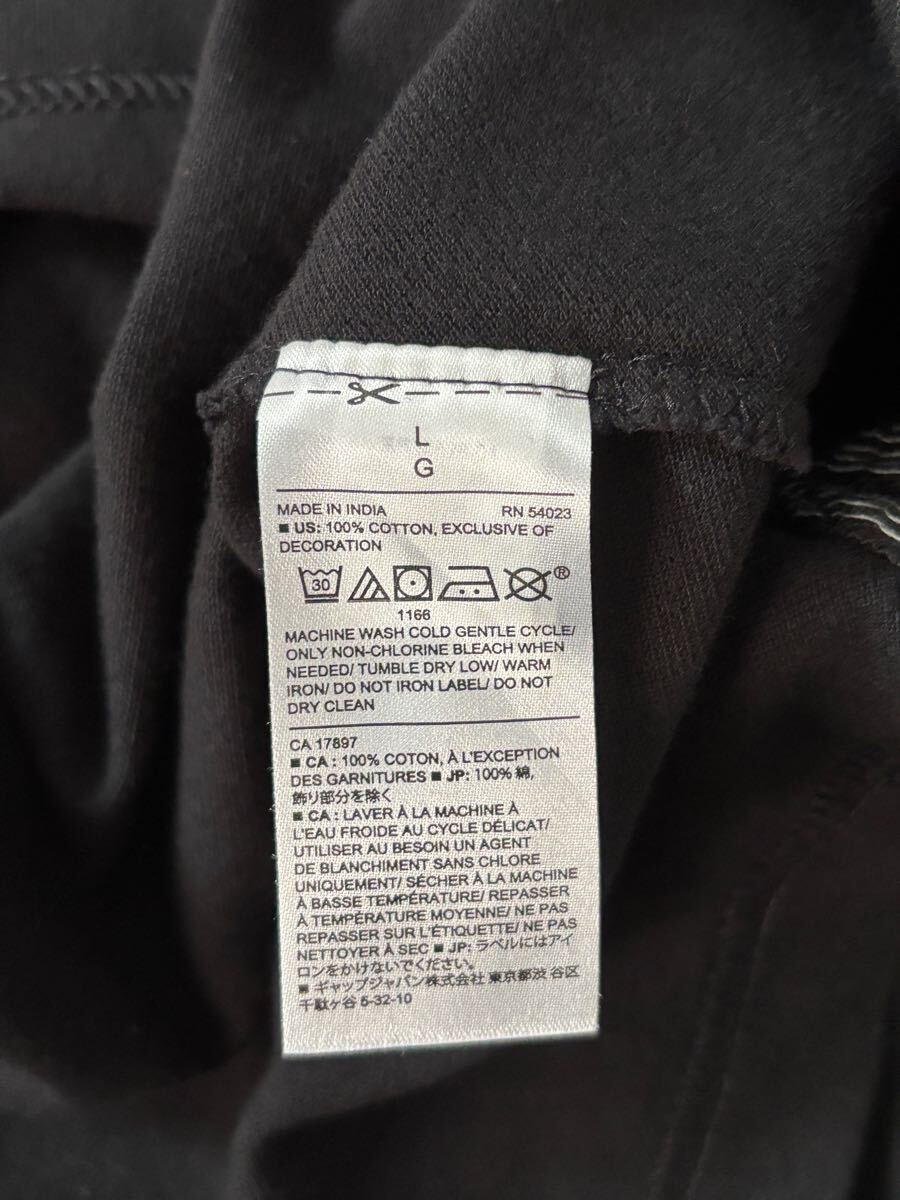 L
G
MADE IN INDIA RN 54023
■ US: 100% COTTON, EXCLUSIVE OF
DECORATION
30 ®
1166
MACHINE WASH COLD GENTLE CYCLE/
ONLY NON-CHLORINE BLEACH WHEN
NEEDED/ TUMBLE DRY LOW/ WARM
IRON/ DO NOT IRON LABEL/ DO NOT
DRY CLEAN
CA 17897
■ CA : 100% COTON, À L'EXCEPTION
DES GARNITURES ■ JP: 100% 綿,
飾り部分を除く
■ CA : LAVER À LA MACHINE À
L'EAU FROIDE AU CYCLE DÉLICAT/
UTILISER AU BESOIN UN AGENT
DE BLANCHIMENT SANS CHLORE
UNIQUEMENT/ SÉCHER À LA MACHINE
À BASSE TEMPÉRATURE/ REPASSER
À TEMPÉRATURE MOYENNE/ NE PAS
REPASSER SUR L'ÉTIQUETTE/ NE PAS
NETTOYER À SEC ■ JP: ラベルにはアイ
ロンをかけないでください。
■ ギャップジャパン株式会社 東京都渋 谷区
千駄ヶ谷 5-32-10